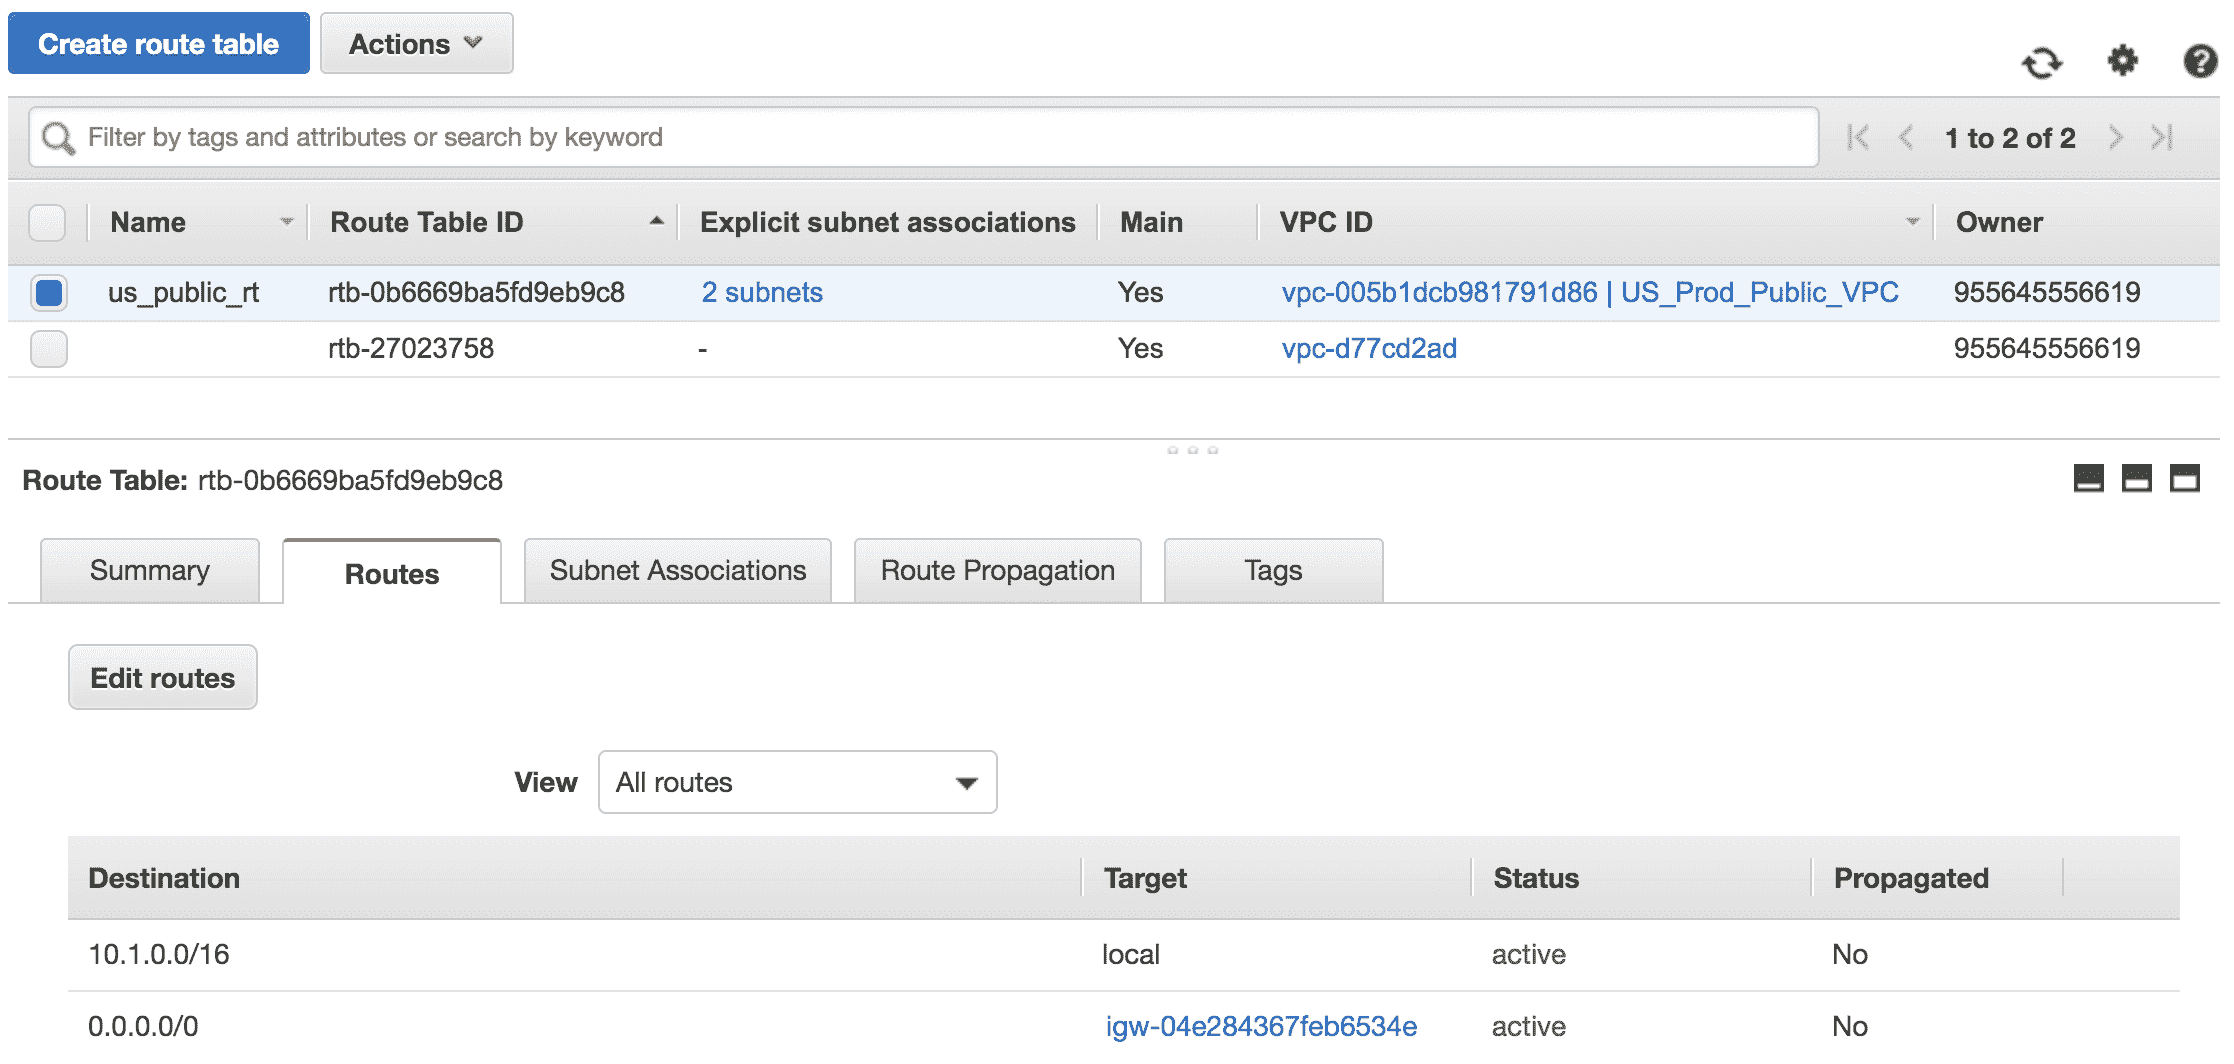 Create route table Actions
Filter by tags and attributes or search by keyword 1 to 2 of 2
Name Route Table ID Explicit subnet associations Main VPC ID Owner
us_public_rt rtb-0b6669ba5fd9eb9c8 2 subnets Yes vpc-005b1dcb981791d86 | US_Prod_Public_VPC 955645556619
rtb-27023758 - Yes vpc-d77cd2ad 955645556619
Route Table: rtb-0b6669ba5fd9eb9c8
Summary Routes Subnet Associations Route Propagation Tags
Edit routes
View All routes
Destination Target Status Propagated
10.1.0.0/16 local active No
0.0.0.0/0 igw-04e284367feb6534e active No